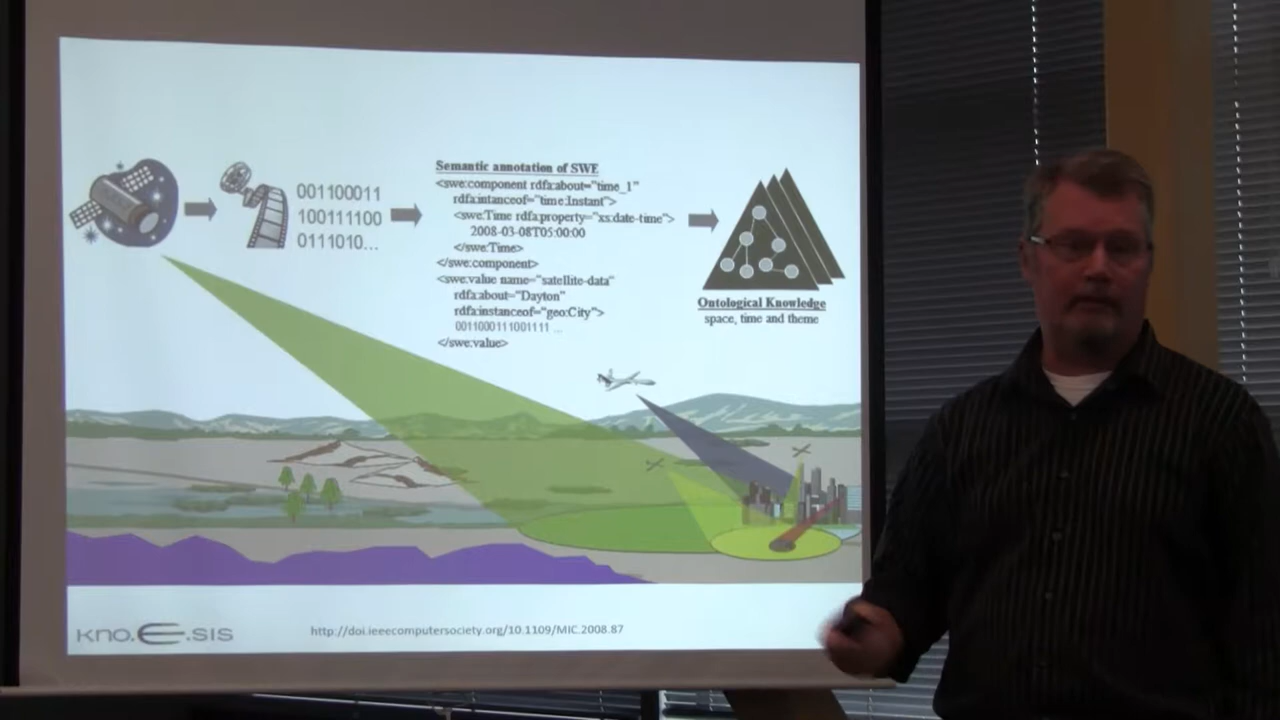 001100011
100111100
0111010...
Semantic annotation of SWE
<swe:component rdfa:about="time_1"
rdfa:intanceof="time:Instant">
<swe:Time rdfa:property="xs:date-time">
2008-03-08T05:00:00
</swe:Time>
</swe:component>
<swe:value name="satellite-data"
rdfa:about="Dayton"
rdfa:instanceof="geo:City">
0011000111001111 ...
</swe:value>
Ontological Knowledge
space, time and theme
kno.E.sis
http://doi.ieeecomputersociety.org/10.1109/MIC.2008.87